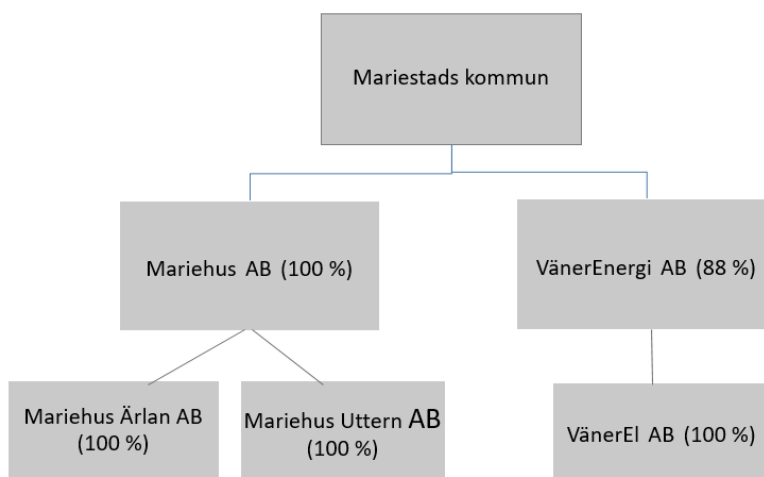 Mariestads kommun
Mariehus AB (100 %)
VänerEnergi AB (88 %)
Mariehus Ärlan AB
(100 %)
Mariehus Uttern AB
(100 %)
VänerEl AB (100 %)